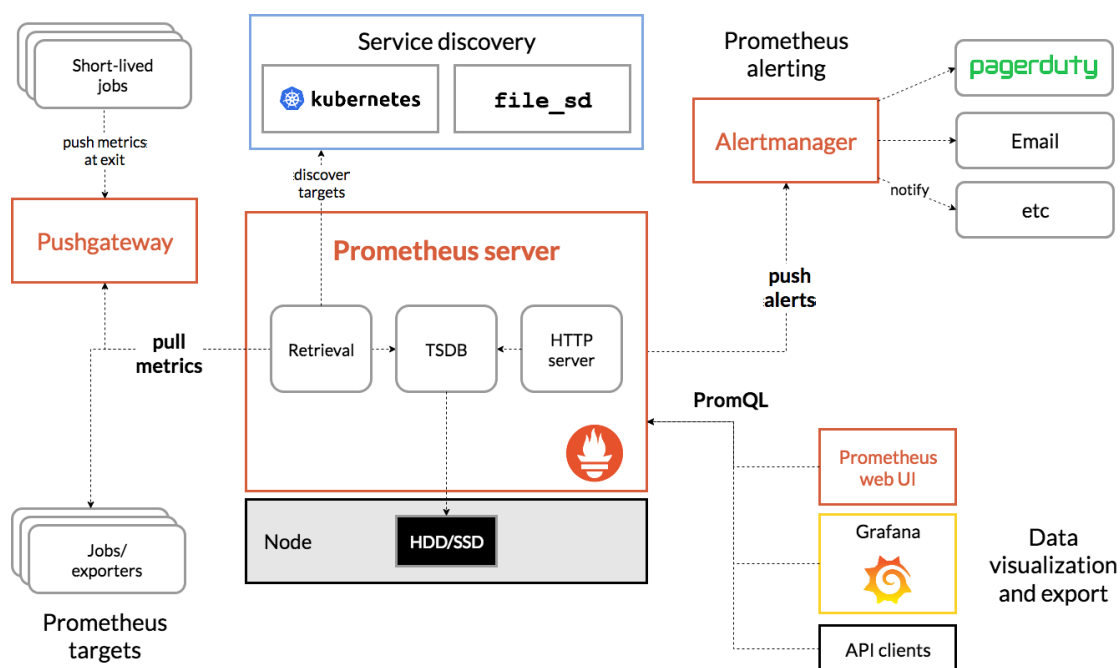 Short-lived
jobs
push metrics
at exit
Pushgateway
pull
metrics
Jobs/
exporters
Prometheus
targets
Service discovery
kubernetes
file_sd
discover
targets
Prometheus server
Retrieval
TSDB
HTTP
server
Node
HDD/SSD
Prometheus
alerting
Alertmanager
pagerduty
Email
notify
etc
push
alerts
PromQL
Prometheus
web UI
Grafana
API clients
Data
visualization
and export